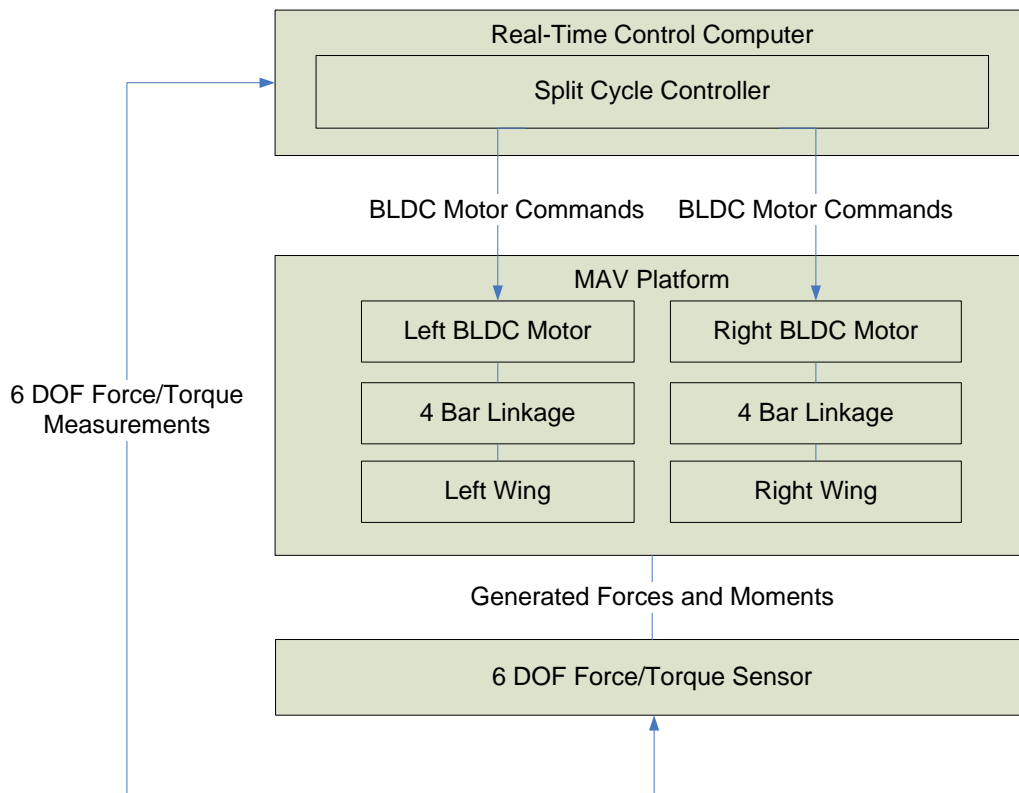 Real-Time Control Computer
Split Cycle Controller
BLDC Motor Commands
BLDC Motor Commands
MAV Platform
Left BLDC Motor
Right BLDC Motor
4 Bar Linkage
4 Bar Linkage
Left Wing
Right Wing
6 DOF Force/Torque
Measurements
Generated Forces and Moments
6 DOF Force/Torque Sensor